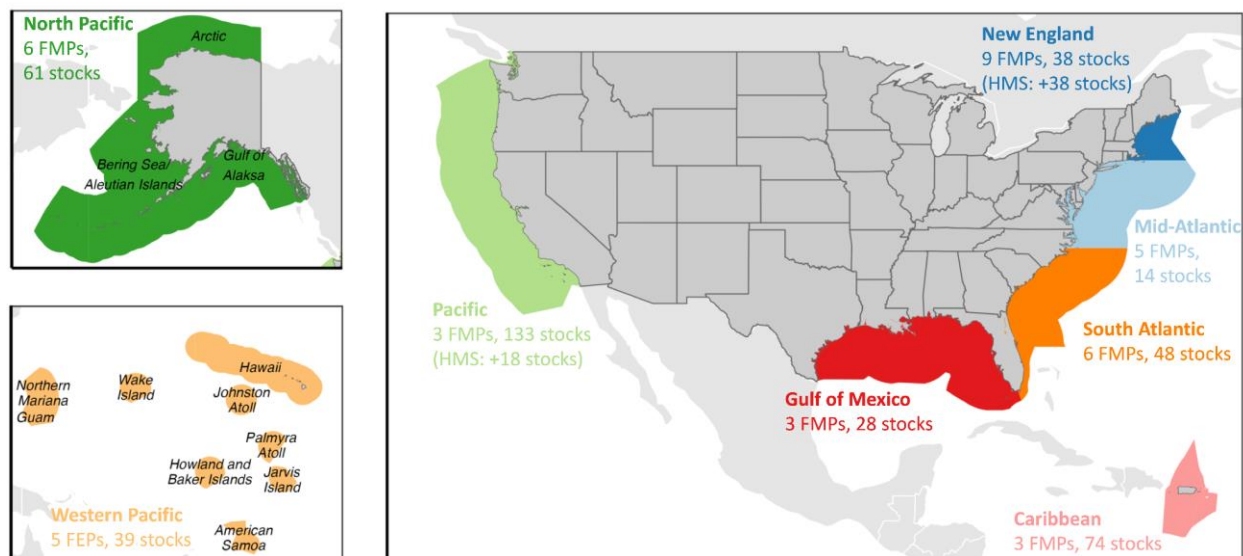 North Pacific
6 FMPs,
61 stocks
Arctic
Bering Sea/
Aleutian Islands
Gulf of
Alaksa
Northern
Mariana
Guam
Wake
Island
Hawaii
Johnston
Atoll
Palmyra
Atoll
Howland and
Baker Islands
Jarvis
Island
Western Pacific
5 FEPs, 39 stocks
American
Samoa
New England
9 FMPs, 38 stocks
(HMS: +38 stocks)
Mid-Atlantic
5 FMPs,
14 stocks
Pacific
3 FMPs, 133 stocks
(HMS: +18 stocks)
South Atlantic
6 FMPs, 48 stocks
Gulf of Mexico
3 FMPs, 28 stocks
Caribbean
3 FMPs, 74 stocks